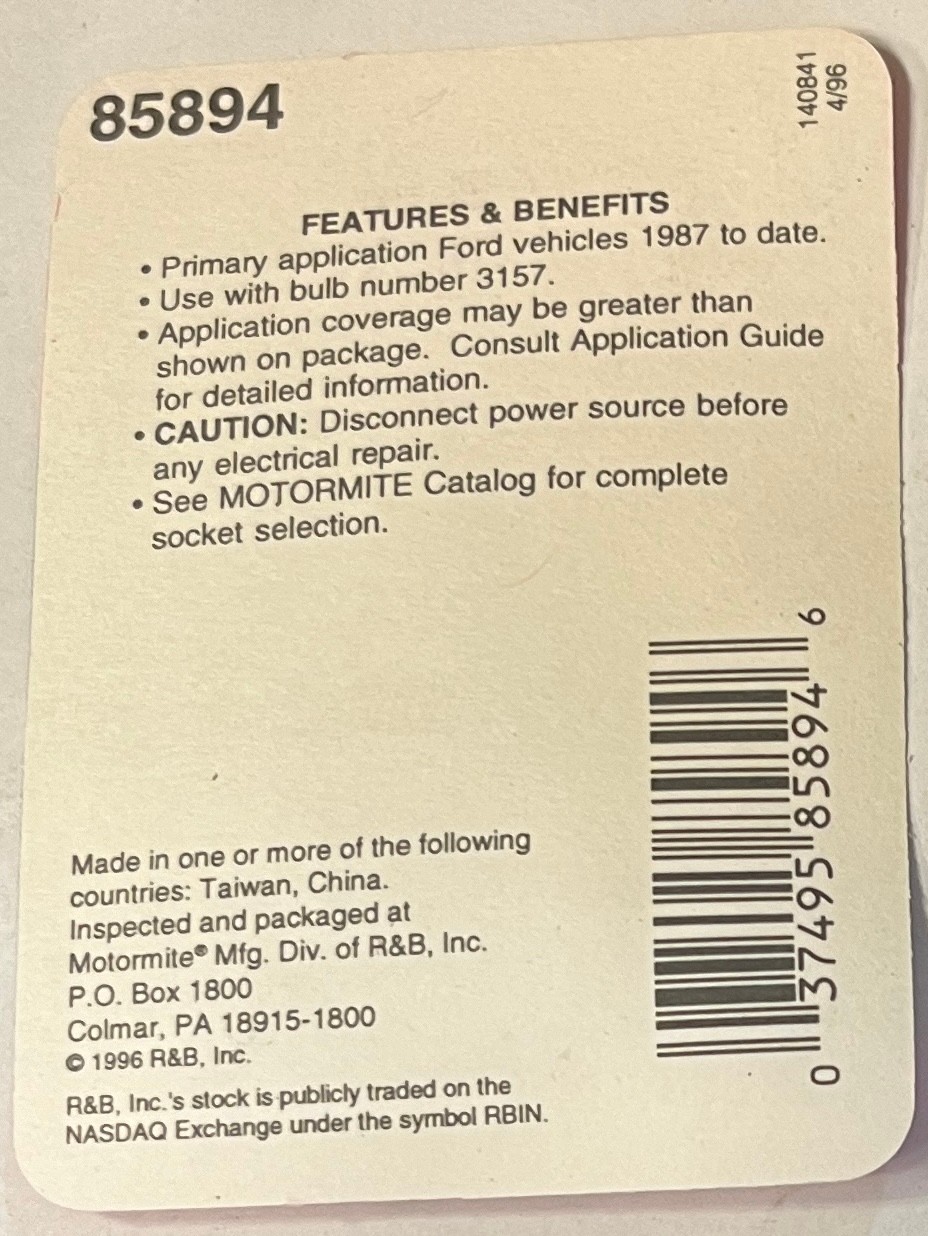 85894
140841
4/96
FEATURES & BENEFITS
• Primary application Ford vehicles 1987 to date.
• Use with bulb number 3157.
• Application coverage may be greater than
shown on package. Consult Application Guide
for detailed information.
• CAUTION: Disconnect power source before
any electrical repair.
• See MOTORMITE Catalog for complete
socket selection.
0 37495 85894 6
Made in one or more of the following
countries: Taiwan, China.
Inspected and packaged at
Motormite® Mfg. Div. of R&B, Inc.
P.O. Box 1800
Colmar, PA 18915-1800
© 1996 R&B, Inc.
R&B, Inc.'s stock is publicly traded on the
NASDAQ Exchange under the symbol RBIN.